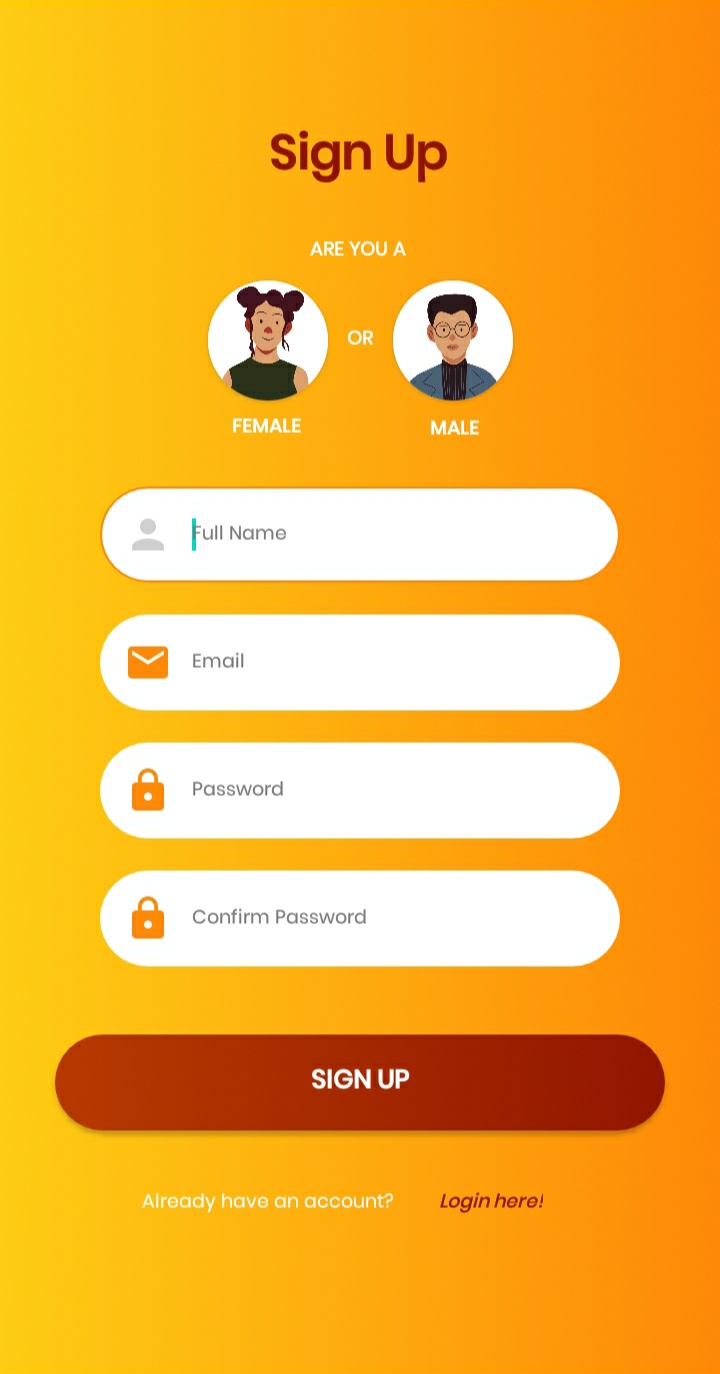 Sign Up
ARE YOU A
OR
FEMALE
MALE
Full Name
Email
Password
Confirm Password
SIGN UP
Already have an account? Login here!